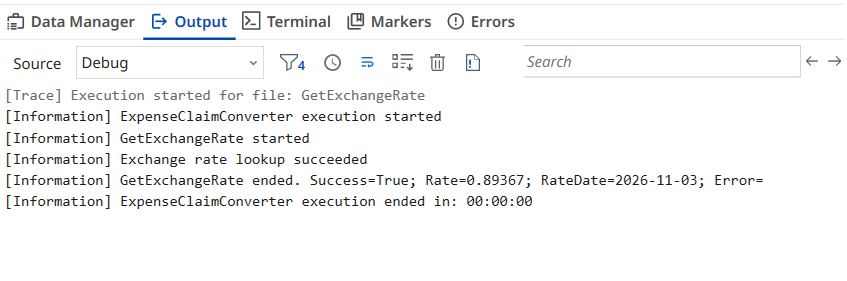 Data Manager Output Terminal Markers Errors
Source Debug 4 Search
[Trace] Execution started for file: GetExchangeRate
[Information] ExpenseClaimConverter execution started
[Information] GetExchangeRate started
[Information] Exchange rate lookup succeeded
[Information] GetExchangeRate ended. Success=True; Rate=0.89367; RateDate=2026-11-03; Error=
[Information] ExpenseClaimConverter execution ended in: 00:00:00